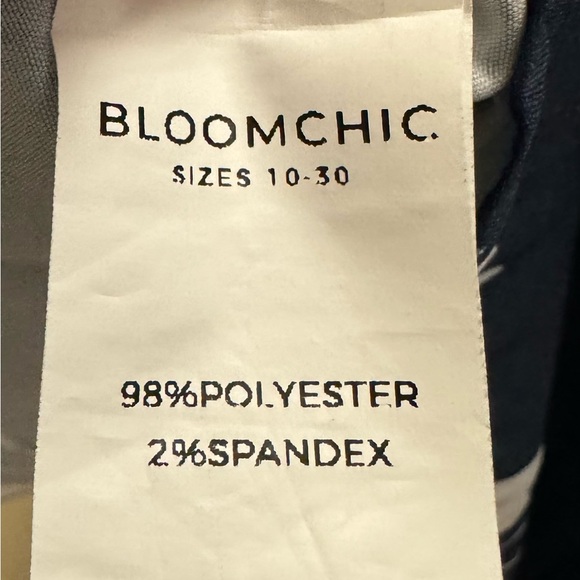 BLOOMCHIC.
SIZES 10-30
98%POLYESTER
2%SPANDEX